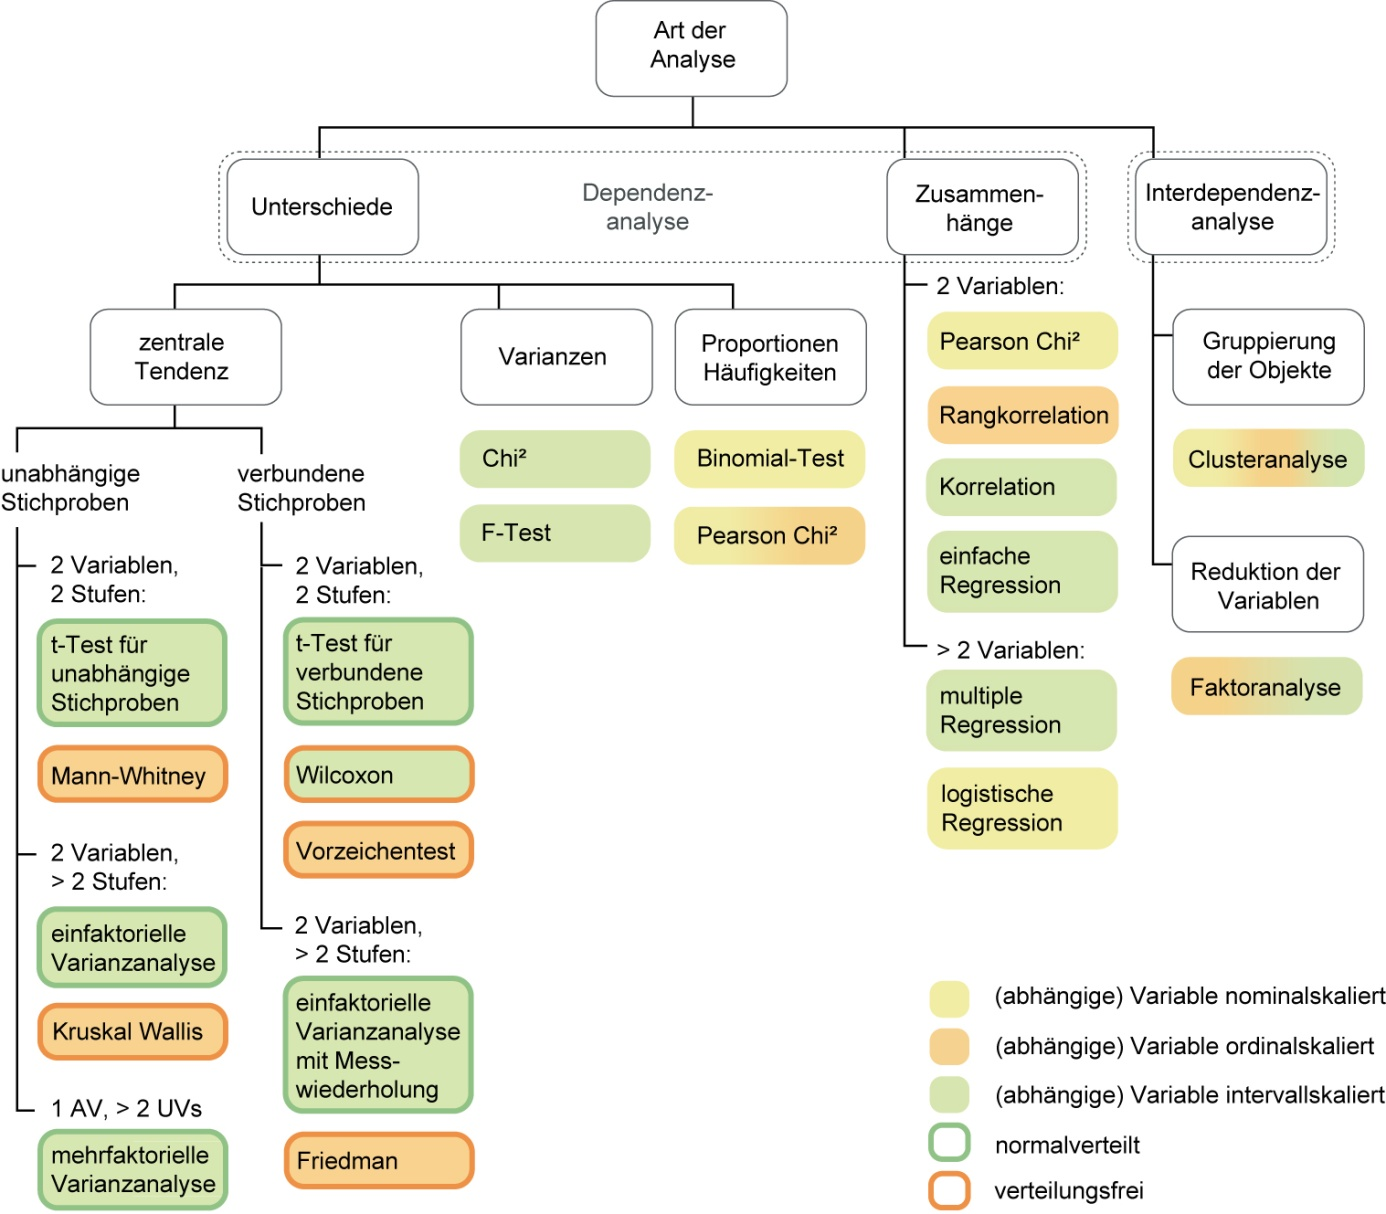 Art der
Analyse
Unterschiede
Dependenz-
analyse
Zusammen-
hänge
Interdependenz-
analyse
zentrale
Tendenz
Varianzen
Proportionen
Häufigkeiten
unabhängige
Stichproben
2 Variablen,
2 Stufen:
t-Test für
unabhängige
Stichproben
Mann-Whitney
2 Variablen,
> 2 Stufen:
einfaktorielle
Varianzanalyse
Kruskal Wallis
1 AV, > 2 UVs
mehrfaktorielle
Varianzanalyse
verbundene
Stichproben
2 Variablen,
2 Stufen:
t-Test für
verbundene
Stichproben
Wilcoxon
Vorzeichentest
2 Variablen,
> 2 Stufen:
einfaktorielle
Varianzanalyse
mit Mess-
wiederholung
Friedman
Chi²
F-Test
Binomial-Test
Pearson Chi²
2 Variablen:
Pearson Chi²
Rangkorrelation
Korrelation
einfache
Regression
> 2 Variablen:
multiple
Regression
logistische
Regression
Gruppierung
der Objekte
Clusteranalyse
Reduktion der
Variablen
Faktoranalyse
(abhängige) Variable nominalskaliert
(abhängige) Variable ordinalskaliert
(abhängige) Variable intervallskaliert
normalverteilt
verteilungsfrei